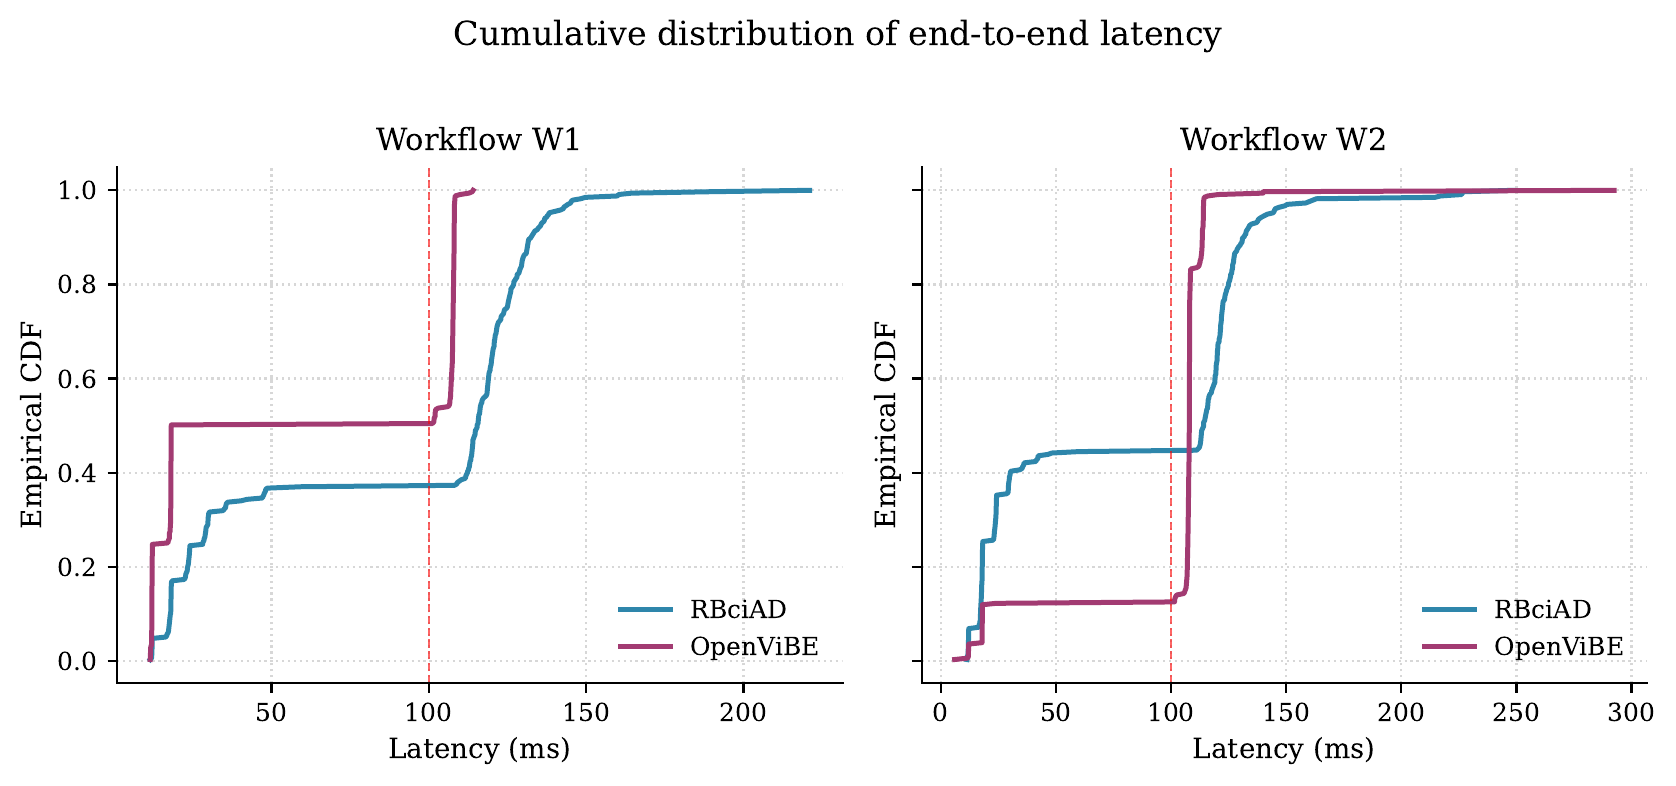 Cumulative distribution of end-to-end latency
Workflow W1
Empirical CDF
1.0
0.8
0.6
0.4
0.2
0.0
50
100
150
200
Latency (ms)
RBciAD
OpenViBE
Workflow W2
Empirical CDF
0
50
100
150
200
250
300
Latency (ms)
RBciAD
OpenViBE